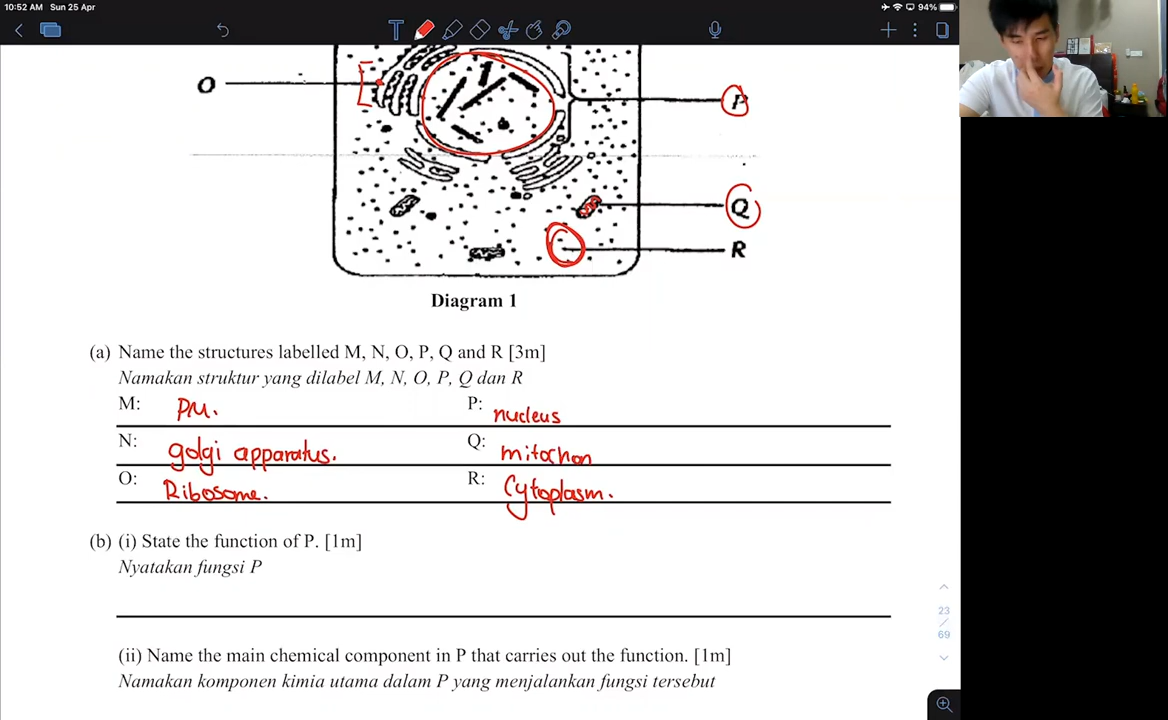 10:52 AM Sun 25 Apr
94%
T
O
P
Q
R
Diagram 1
(a) Name the structures labelled M, N, O, P, Q and R [3m]
Namakan struktur yang dilabel M, N, O, P, Q dan R
M: PM. P: nucleus
N: golgi apparatus. Q: mitochon
O: Ribosome. R: Cytoplasm.
(b) (i) State the function of P. [1m]
Nyatakan fungsi P
(ii) Name the main chemical component in P that carries out the function. [1m]
Namakan komponen kimia utama dalam P yang menjalankan fungsi tersebut
23
/
69